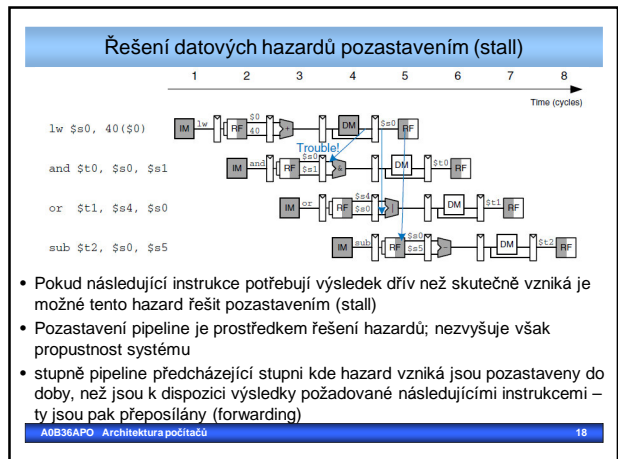 Řešení datových hazardů pozastavením (stall)
1 2 3 4 5 6 7 8
Time (cycles)
lw $s0, 40($0) IM lw RF $0 40 + DM $s0 RF
Trouble!
and $t0, $s0, $s1 IM and RF $s0 $s1 & DM $t0 RF
or $t1, $s4, $s0 IM or RF $s4 $s0 | DM $t1 RF
sub $t2, $s0, $s5 IM sub RF $s0 $s5 - DM $t2 RF
• Pokud následující instrukce potřebují výsledek dřív než skutečně vzniká je
možné tento hazard řešit pozastavením (stall)
• Pozastavení pipeline je prostředkem řešení hazardů; nezvyšuje však
propustnost systému
• stupně pipeline předcházející stupni kde hazard vzniká jsou pozastaveny do
doby, než jsou k dispozici výsledky požadované následujícími instrukcemi –
ty jsou pak přeposílány (forwarding)
A0B36APO Architektura počítačů 18